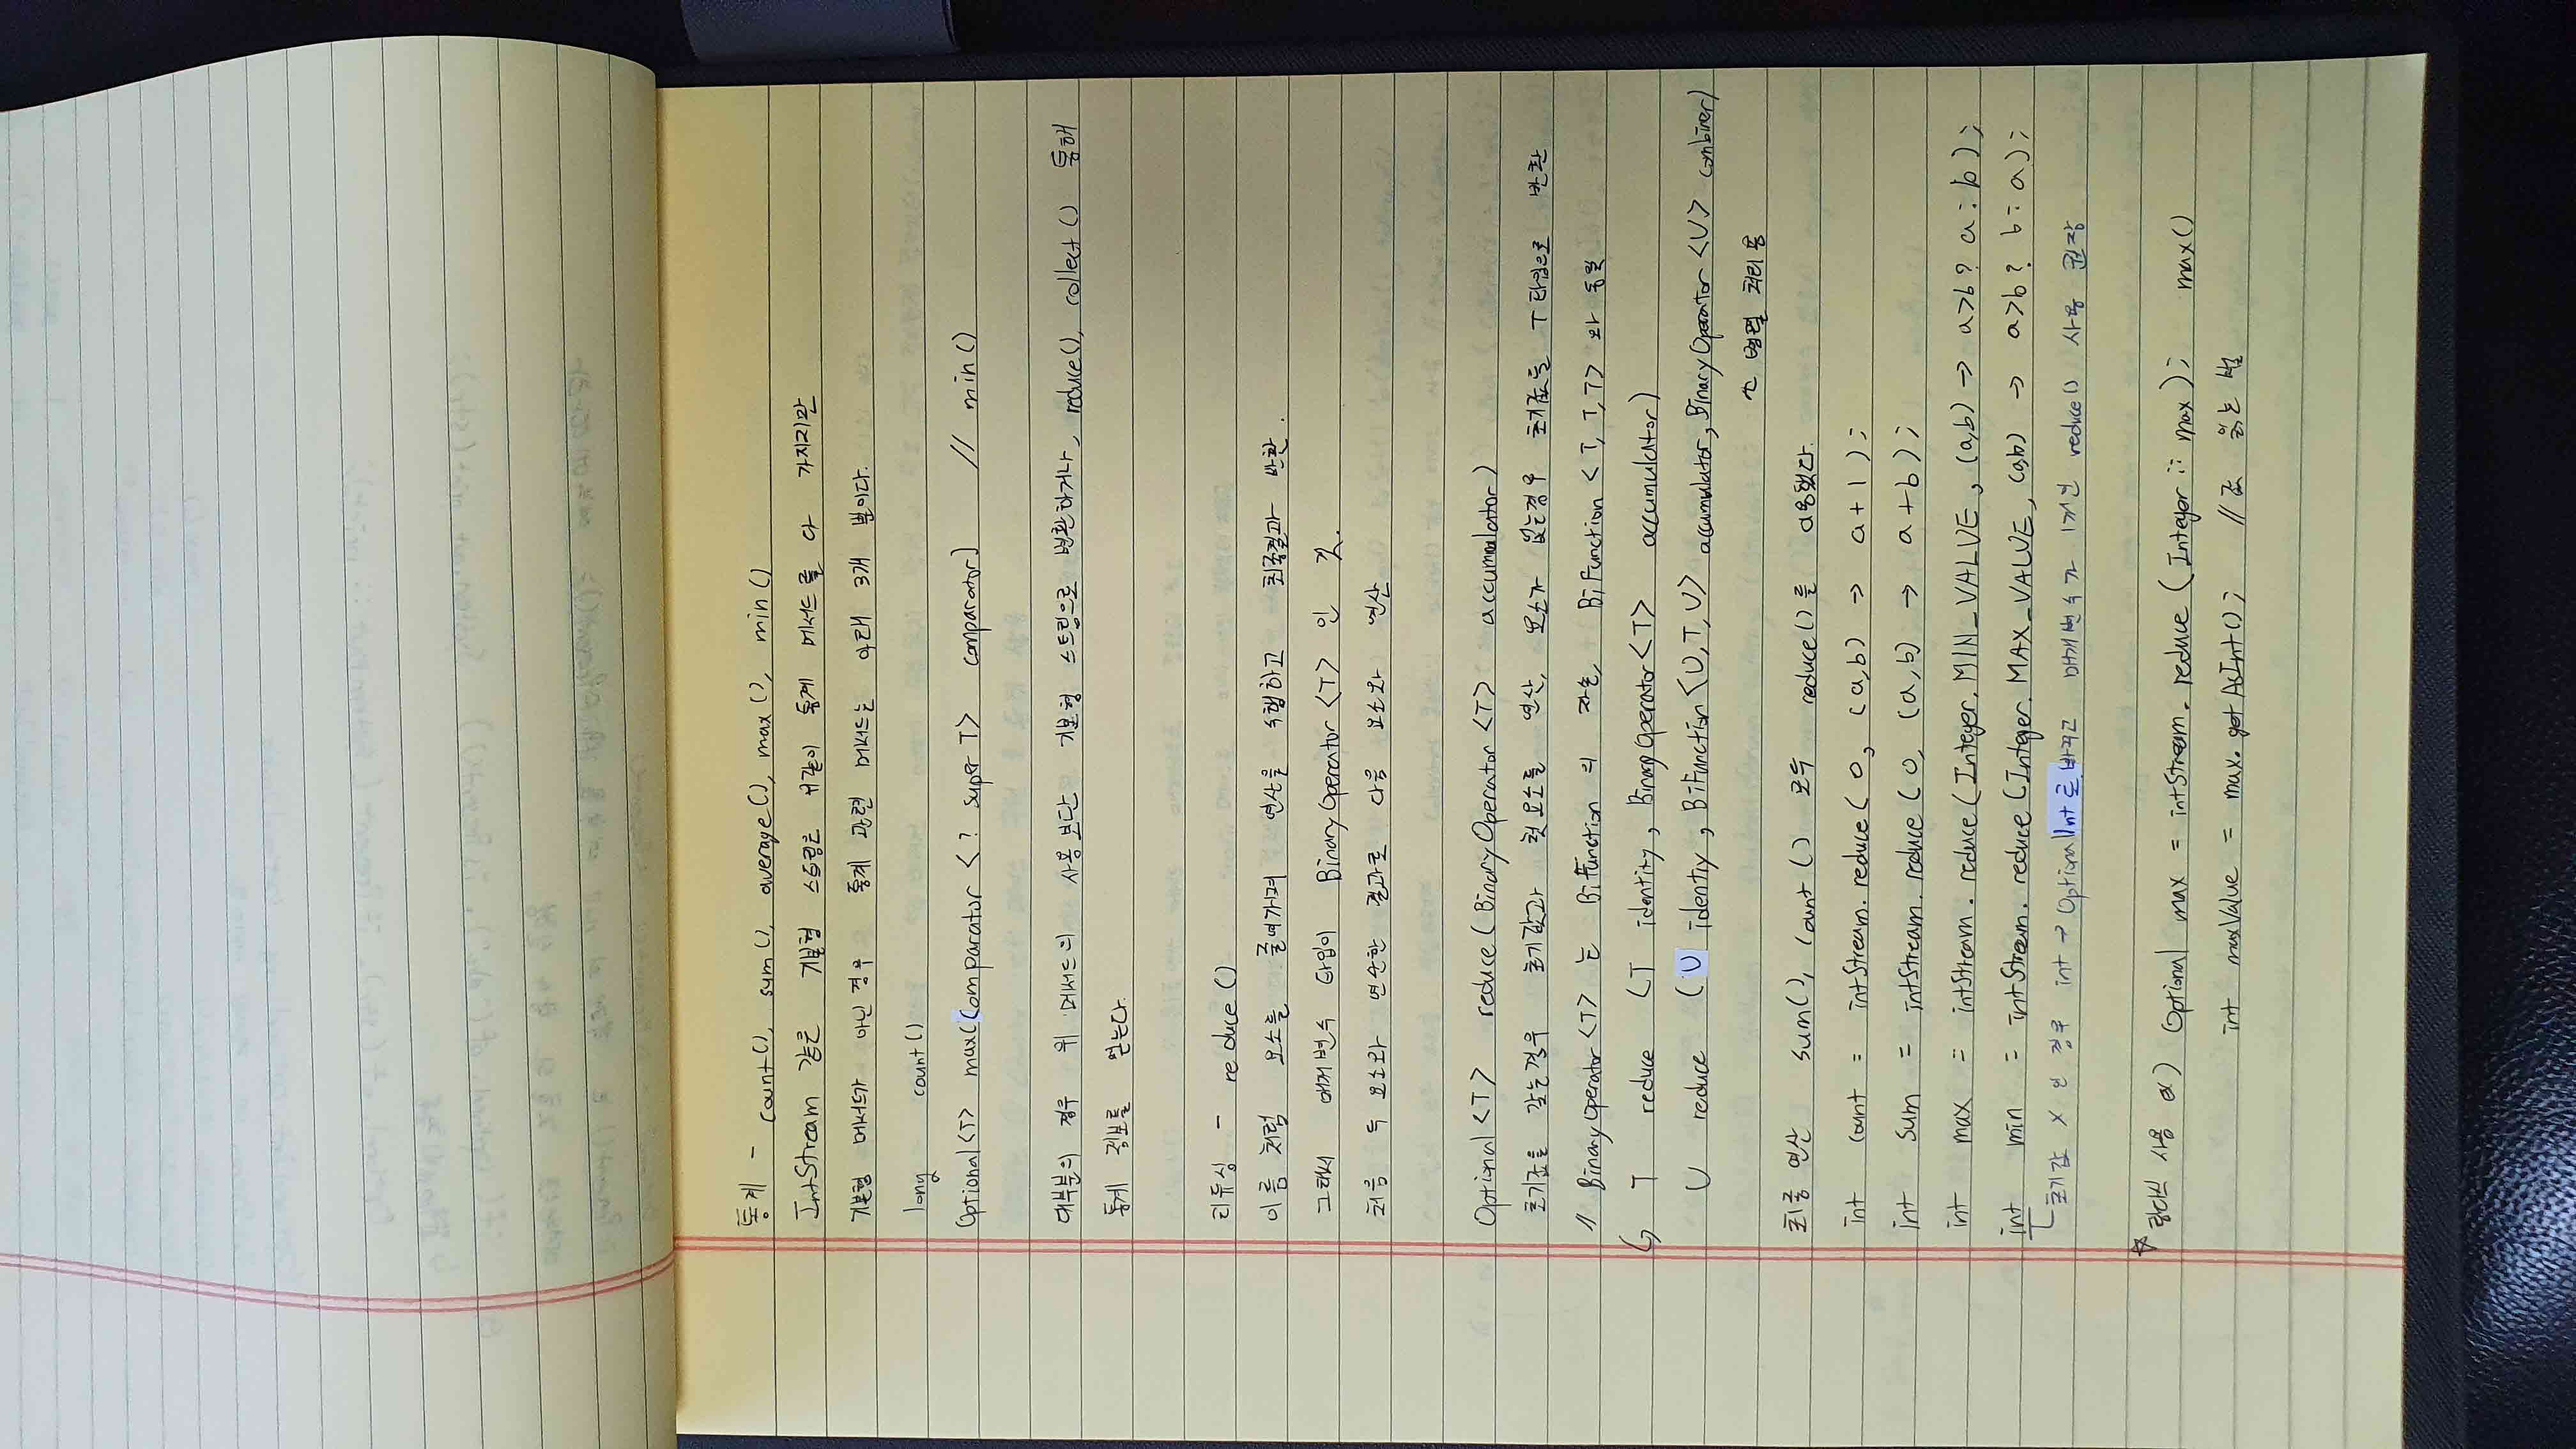 통계 - count(), sum(), average(), max(), min()
IntStream 같은 기본형 스트림은 위같이 통계 메서드를 다 가지지만
기본형 메서드가 아닌 경우 통계 관련 메서드는 아래 3개 뿐이다.
long count()
Optional<T> max(Comparator <? super T> comparator) // min()
대부분의 경우 위 메서드의 사용보단 기본형 스트림으로 변환하거나, reduce(), collect() 통해
통계 정보를 얻는다.
리듀싱 - reduce()
이름 처럼 요소를 줄여가며 연산을 수행하고 최종결과 반환.
그래서 매개변수 타입이 BinaryOperator <T> 인 것.
처음 두 요소와 연산한 결과로 다음 요소와 연산
Optional <T> reduce (BinaryOperator <T> accumulator)
초기값을 갖는경우 초기값과 첫 요소를 연산, 요소가 없는경우 초기값을 T타입으로 반환
// BinaryOperator <T> 는 BiFunction 의 자손, BiFunction <T, T, T> 와 동일
↳ T reduce (T identity, BinaryOperator <T> accumulator)
U reduce (U identiy, BiFunction <U, T, U> accumulator, BinaryOperator <U> combiner)
병렬 처리용
최종 연산 sum(), count() 모두 reduce()를 사용했다.
int count = intStream.reduce(0, (a,b) → a+1);
int sum = intStream.reduce(0, (a,b) → a+b);
int max = intStream.reduce(Integer.MIN_VALUE, (a,b) → a>b? a:b);
int min = intStream.reduce(Integer.MAX_VALUE, (a,b) → a>b? b:a);
└ 초기값 X 인 경우 int → OptionalInt로 바꾸고 매개변수가 1개인 reduce() 사용 권장
☆ 람다식 사용 ex) Optional max = intStream.reduce (Integer :: max); max()
int maxValue = max.getAsInt(); // 값 읽는 법